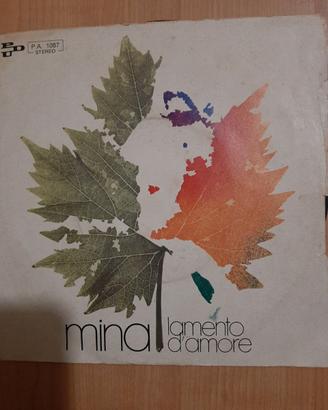 PDU
P.A. 1087
STEREO
mina
lamento
d'amore